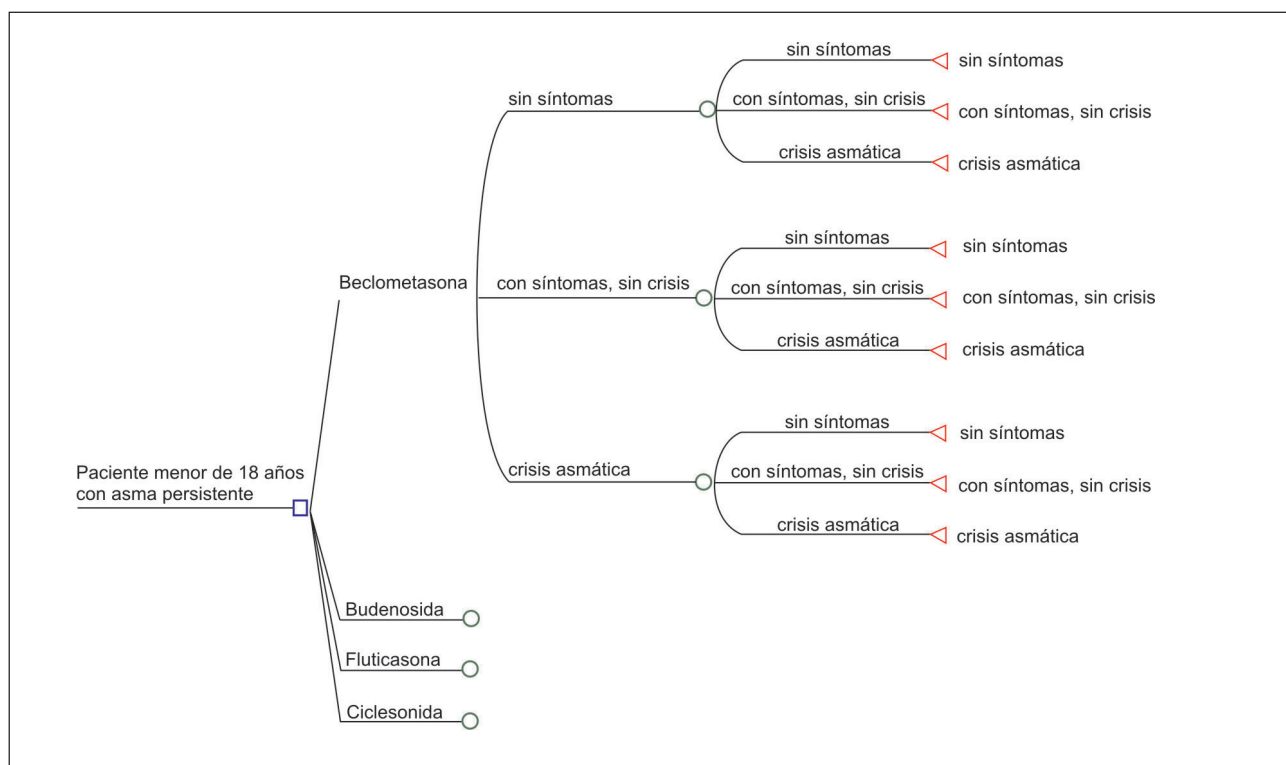 sin síntomas
sin síntomas
sin síntomas
con síntomas, sin crisis
con síntomas, sin crisis
crisis asmática
crisis asmática
Beclometasona
sin síntomas
sin síntomas
con síntomas, sin crisis
con síntomas, sin crisis
con síntomas, sin crisis
crisis asmática
crisis asmática
crisis asmática
sin síntomas
sin síntomas
con síntomas, sin crisis
con síntomas, sin crisis
crisis asmática
crisis asmática
Paciente menor de 18 años
con asma persistente
Budenosida
Fluticasona
Ciclesonida